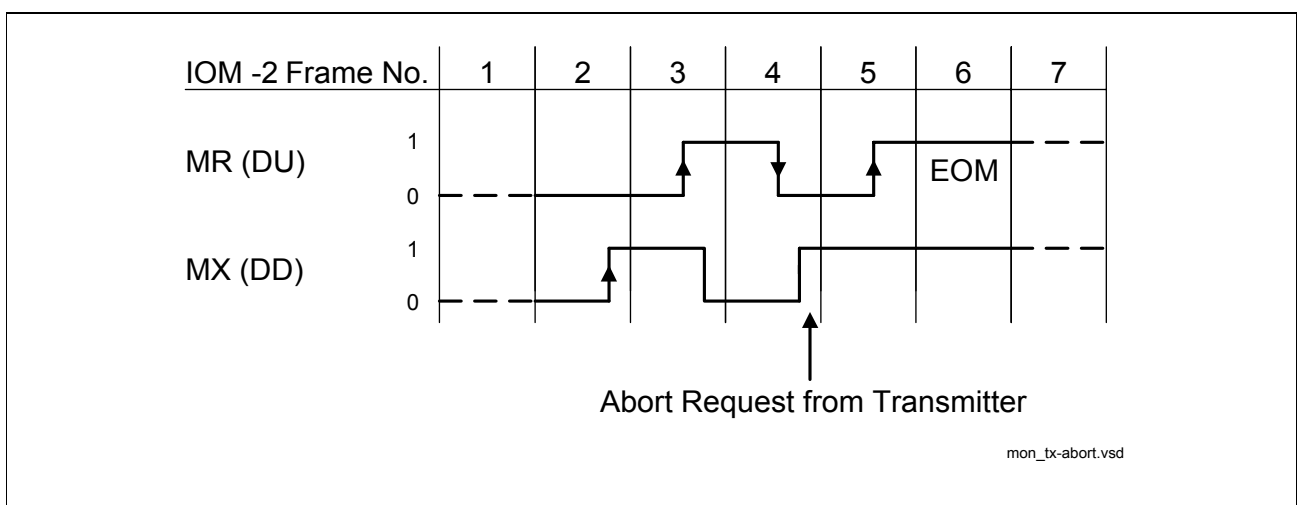 IOM -2 Frame No. 1 2 3 4 5 6 7
1
MR (DU)
0
EOM
1
MX (DD)
0
Abort Request from Transmitter
mon_tx-abort.vsd